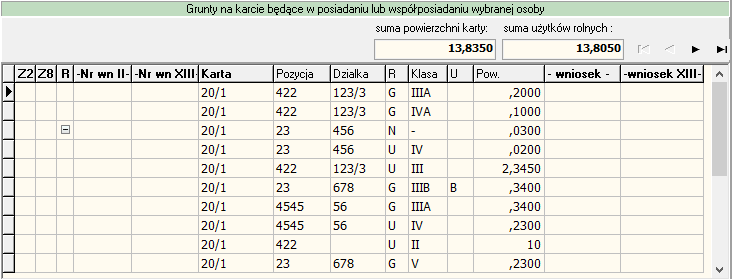 Grunty na karcie będące w posiadaniu lub współposiadaniu wybranej osoby
suma powierzchni karty: suma użytków rolnych :
13,8350 13,8050
Z2 Z8 R -Nr wn II- -Nr wn XIII- Karta Pozycja Dzialka R Klasa U Pow. - wniosek - -wniosek XIII-
20/1 422 123/3 G IIIA ,2000
20/1 422 123/3 G IVA ,1000
20/1 23 456 N - ,0300
20/1 23 456 U IV ,0200
20/1 422 123/3 U III 2,3450
20/1 23 678 G IIIB B ,3400
20/1 4545 56 G IIIA ,3400
20/1 4545 56 U IV ,2300
20/1 422 U II 10
20/1 23 678 G V ,2300